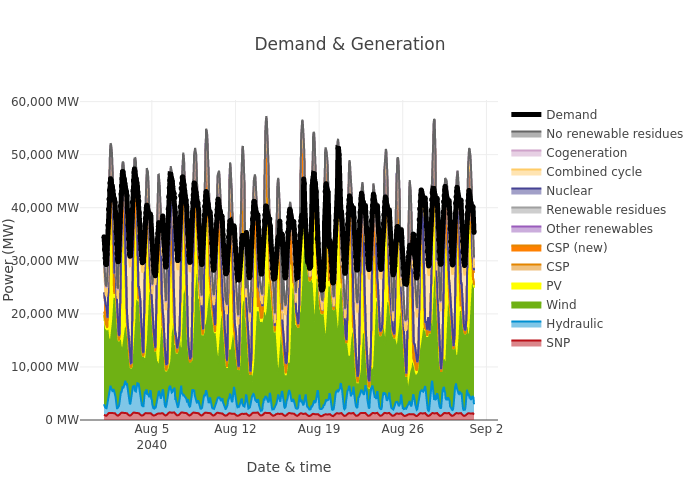 Demand & Generation
60,000 MW
50,000 MW
40,000 MW
30,000 MW
20,000 MW
10,000 MW
0 MW
Power (MW)
Aug 5
2040
Aug 12
Aug 19
Aug 26
Sep 2
Date & time
Demand
No renewable residues
Cogeneration
Combined cycle
Nuclear
Renewable residues
Other renewables
CSP (new)
CSP
PV
Wind
Hydraulic
SNP